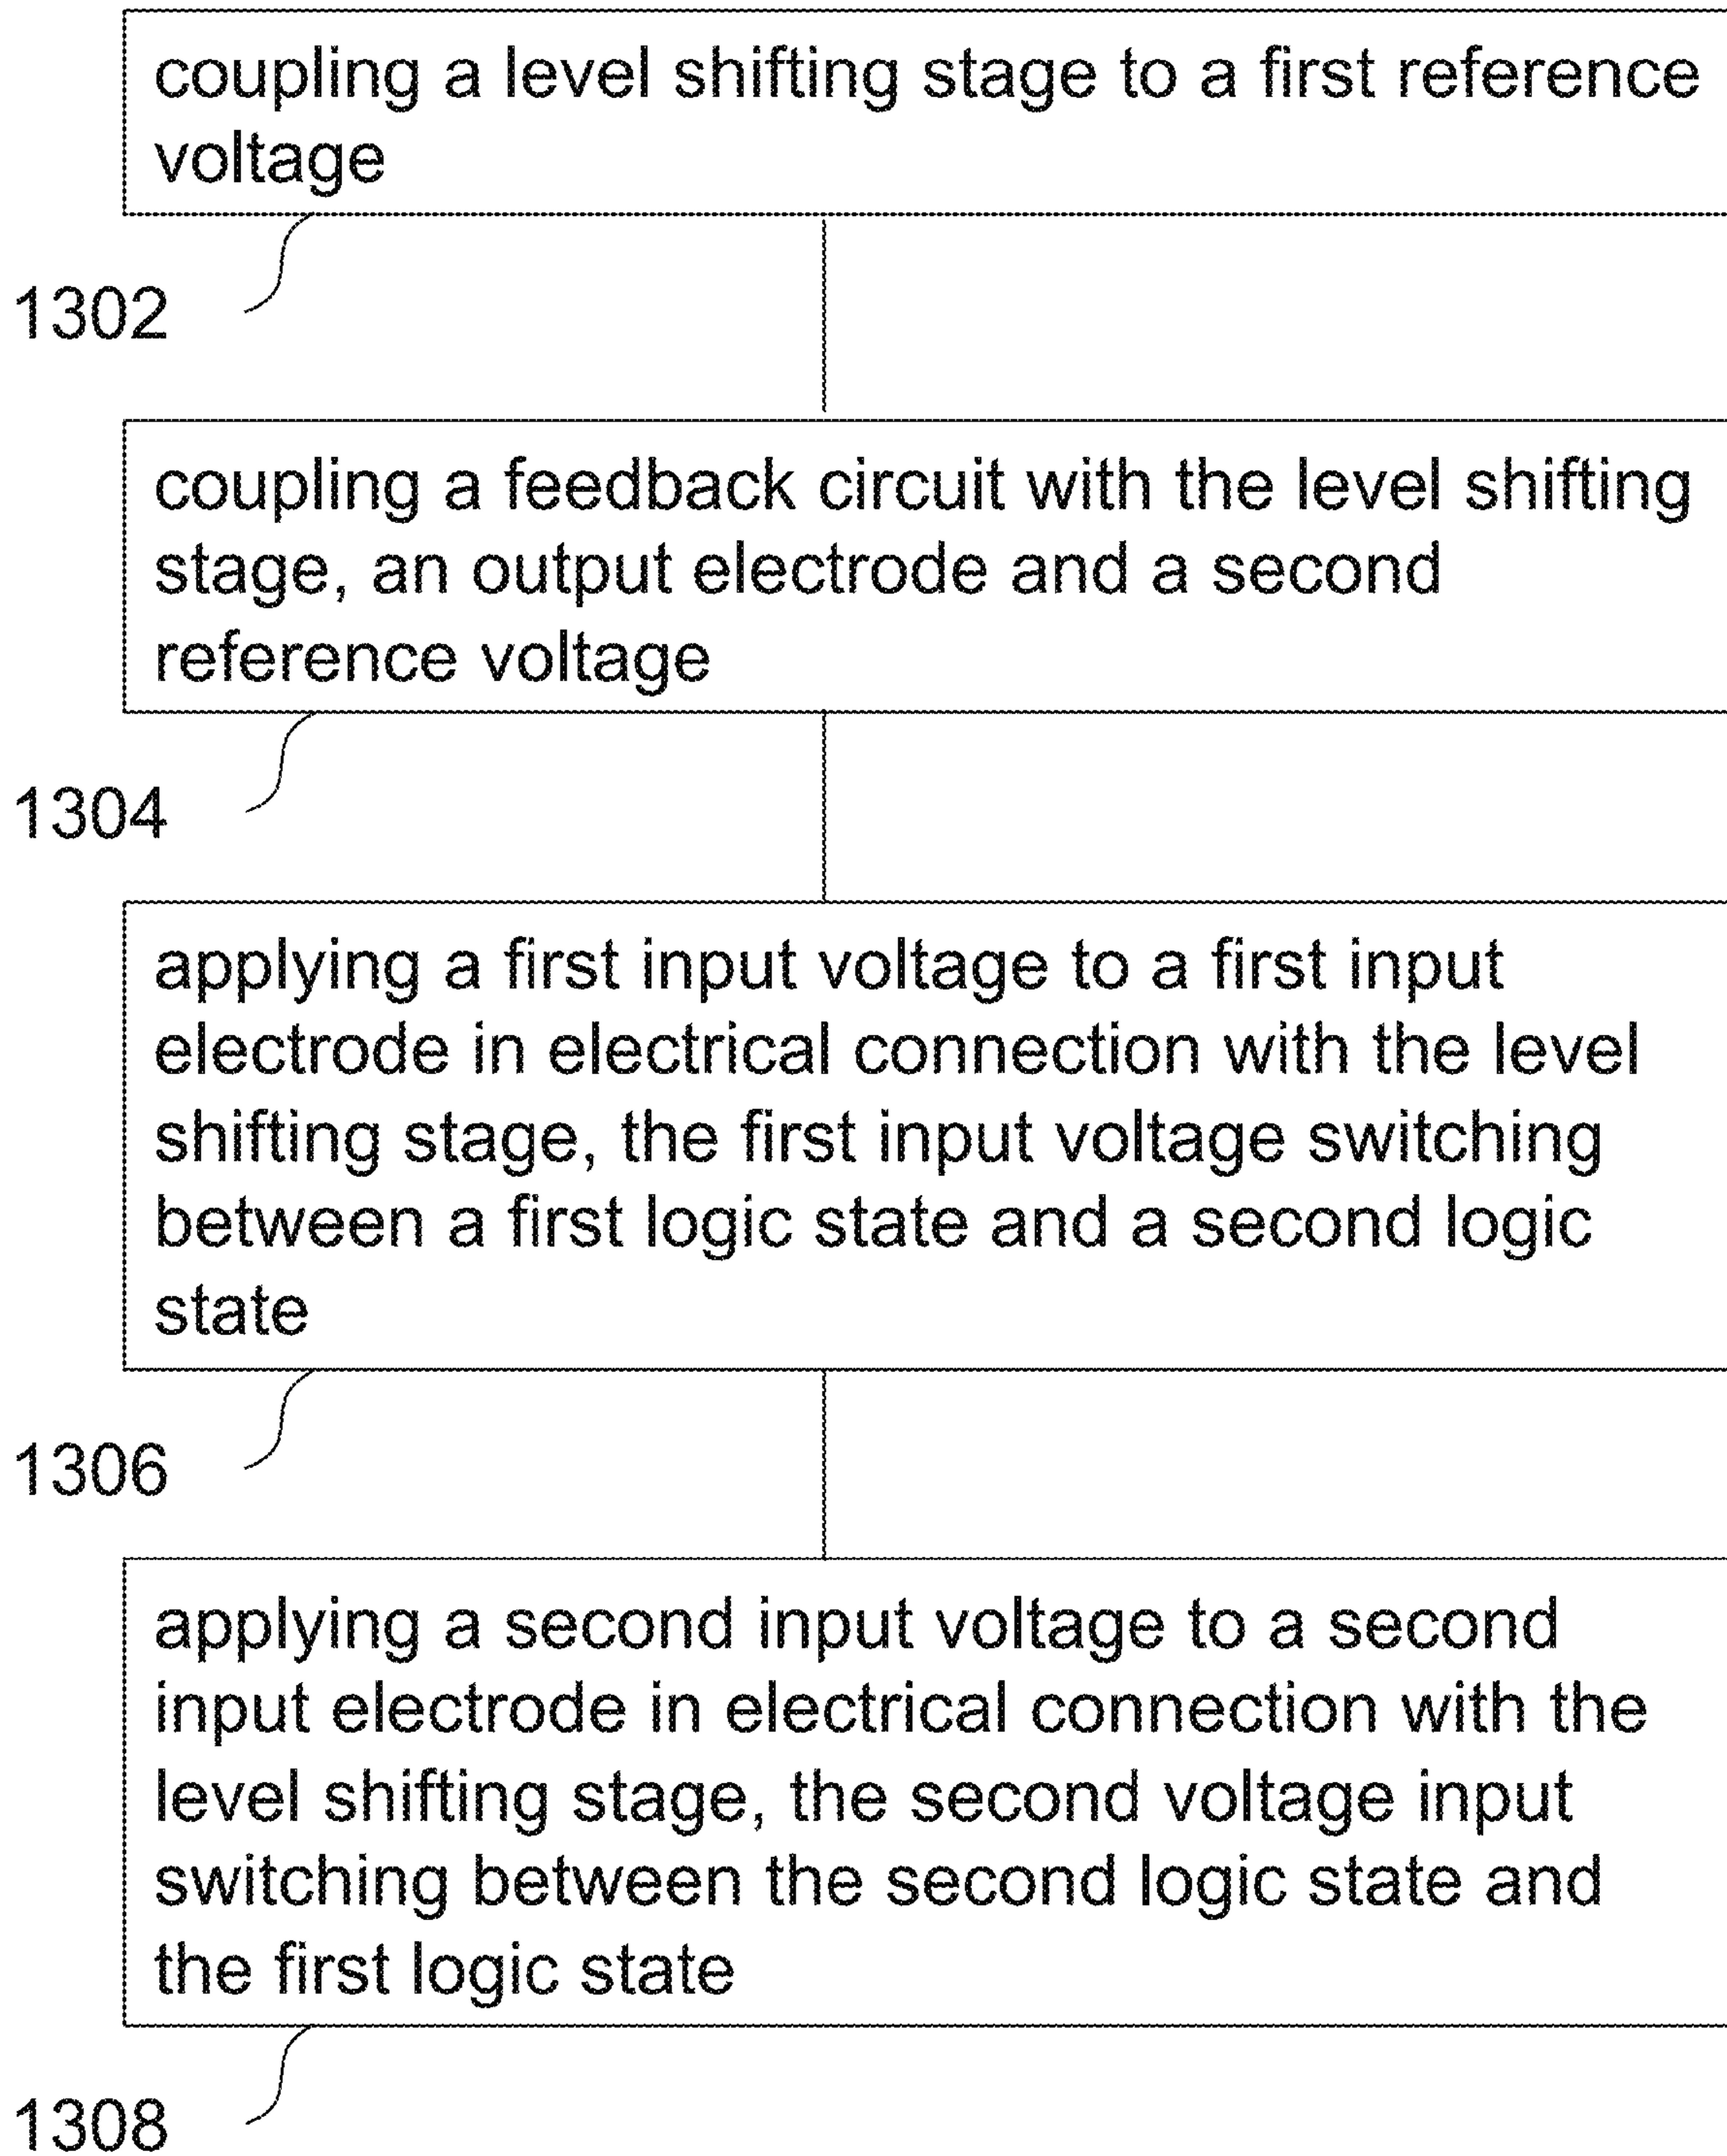 coupling a level shifting stage to a first reference
voltage
1302
coupling a feedback circuit with the level shifting
stage, an output electrode and a second
reference voltage
1304
applying a first input voltage to a first input
electrode in electrical connection with the level
shifting stage, the first input voltage switching
between a first logic state and a second logic
state
1306
applying a second input voltage to a second
input electrode in electrical connection with the
level shifting stage, the second voltage input
switching between the second logic state and
the first logic state
1308